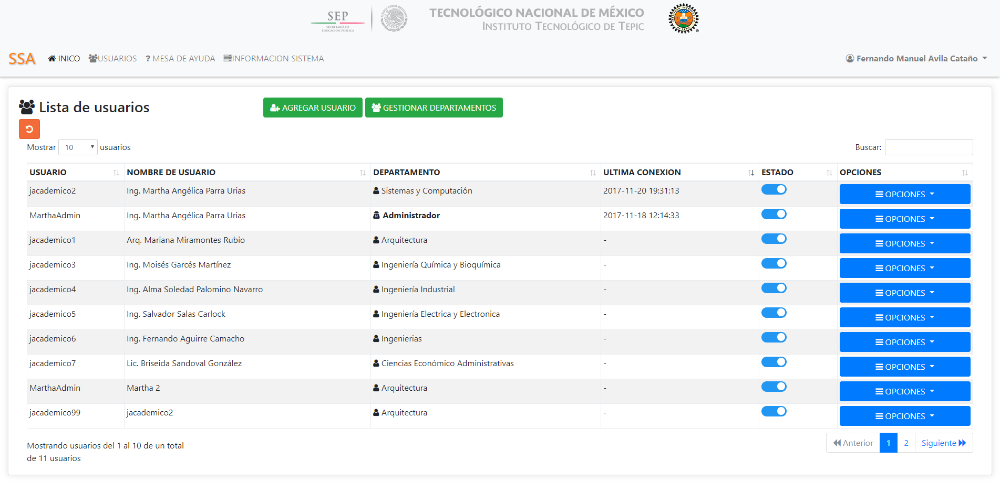 SEP
SECRETARÍA DE
EDUCACIÓN PÚBLICA
TECNOLÓGICO NACIONAL DE MÉXICO
INSTITUTO TECNOLÓGICO DE TEPIC
SSA INICO USUARIOS ? MESA DE AYUDA INFORMACION SISTEMA Fernando Manuel Avila Cataño
Lista de usuarios AGREGAR USUARIO GESTIONAR DEPARTAMENTOS
Mostrar 10 usuarios Buscar:
USUARIO NOMBRE DE USUARIO DEPARTAMENTO ULTIMA CONEXION ESTADO OPCIONES
jacademico2 Ing. Martha Angélica Parra Urias Sistemas y Computación 2017-11-20 19:31:13 OPCIONES
MarthaAdmin Ing. Martha Angélica Parra Urias Administrador 2017-11-18 12:14:33 OPCIONES
jacademico1 Arq. Mariana Miramontes Rubio Arquitectura - OPCIONES
jacademico3 Ing. Moisés Garcés Martínez Ingeniería Química y Bioquímica - OPCIONES
jacademico4 Ing. Alma Soledad Palomino Navarro Ingeniería Industrial - OPCIONES
jacademico5 Ing. Salvador Salas Carlock Ingeniería Electrica y Electronica - OPCIONES
jacademico6 Ing. Fernando Aguirre Camacho Ingenierias - OPCIONES
jacademico7 Lic. Briseida Sandoval González Ciencias Económico Administrativas - OPCIONES
MarthaAdmin Martha 2 Arquitectura - OPCIONES
jacademico99 jacademico2 Arquitectura - OPCIONES
Mostrando usuarios del 1 al 10 de un total
de 11 usuarios
Anterior 1 2 Siguiente